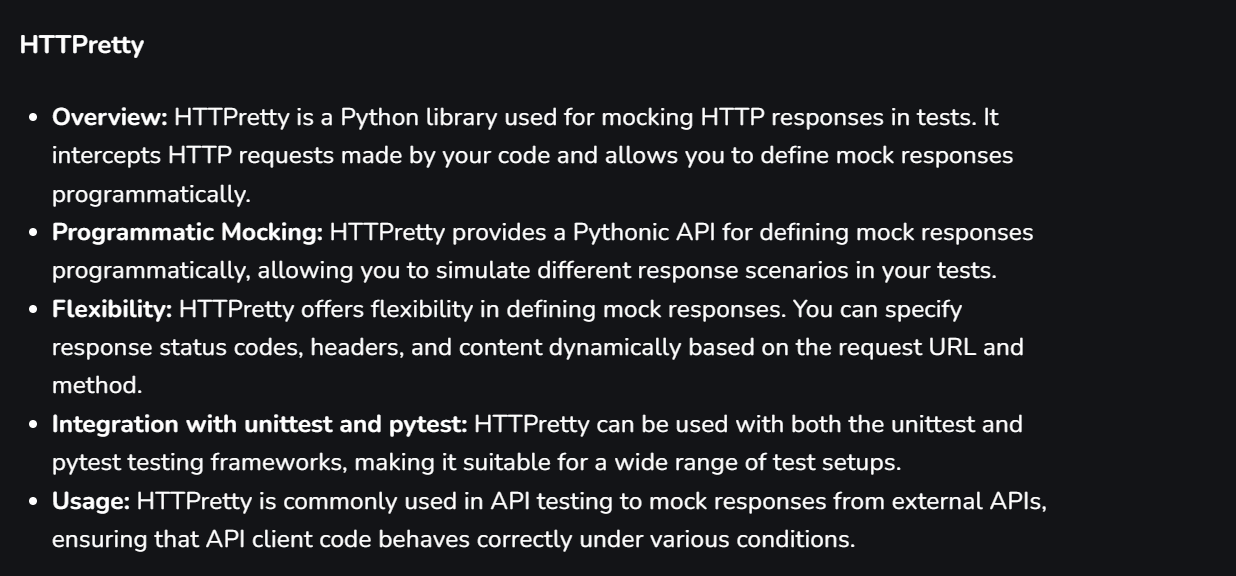 HTTPretty
• Overview: HTTPretty is a Python library used for mocking HTTP responses in tests. It
intercepts HTTP requests made by your code and allows you to define mock responses
programmatically.
• Programmatic Mocking: HTTPretty provides a Pythonic API for defining mock responses
programmatically, allowing you to simulate different response scenarios in your tests.
• Flexibility: HTTPretty offers flexibility in defining mock responses. You can specify
response status codes, headers, and content dynamically based on the request URL and
method.
• Integration with unittest and pytest: HTTPretty can be used with both the unittest and
pytest testing frameworks, making it suitable for a wide range of test setups.
• Usage: HTTPretty is commonly used in API testing to mock responses from external APIs,
ensuring that API client code behaves correctly under various conditions.